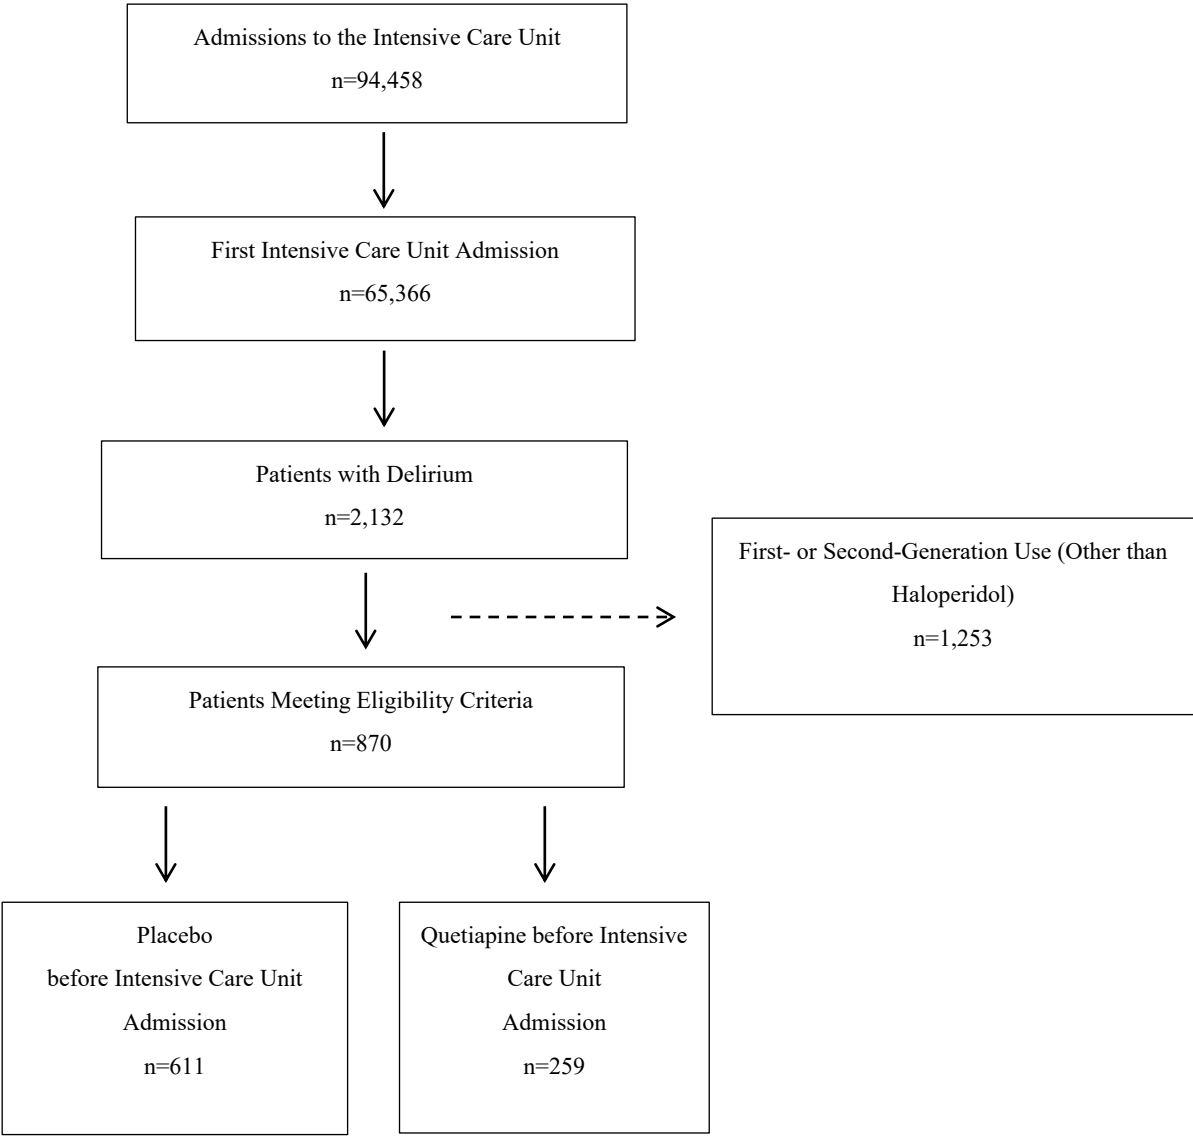 Admissions to the Intensive Care Unit
n=94,458
First Intensive Care Unit Admission
n=65,366
Patients with Delirium
n=2,132
First- or Second-Generation Use (Other than
Haloperidol)
n=1,253
Patients Meeting Eligibility Criteria
n=870
Placebo
before Intensive Care Unit
Admission
n=611
Quetiapine before Intensive
Care Unit
Admission
n=259